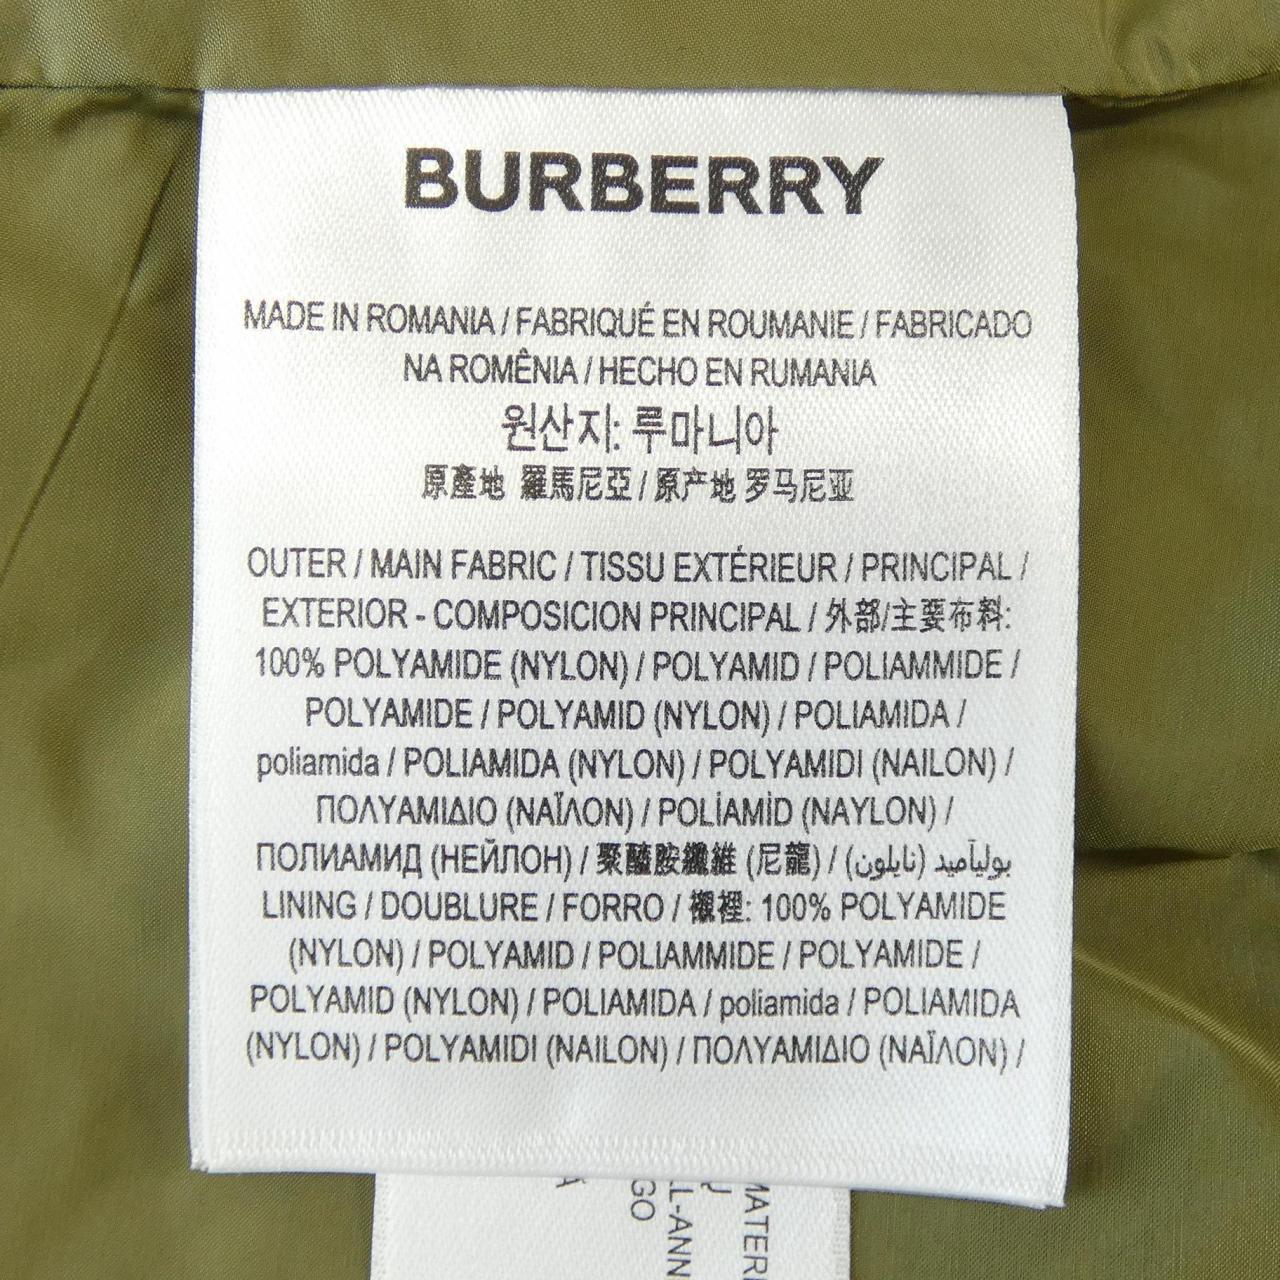 BURBERRY
MADE IN ROMANIA / FABRIQUÉ EN ROUMANIE / FABRICADO
NA ROMÊNIA / HECHO EN RUMANIA
원산지: 루마니아
原產地 羅馬尼亞 / 原产地 罗马尼亚
OUTER / MAIN FABRIC / TISSU EXTÉRIEUR / PRINCIPAL /
EXTERIOR - COMPOSICION PRINCIPAL / 外部/主要布料:
100% POLYAMIDE (NYLON) / POLYAMID / POLIAMMIDE /
POLYAMIDE / POLYAMID (NYLON) / POLIAMIDA /
poliamida / POLIAMIDA (NYLON) / POLYAMIDI (NAILON) /
ΠΟΛΥΑΜΙΔΙΟ (ΝΑΪΛΟΝ) / POLİAMİD (NAYLON) /
ПОЛИАМИД (НЕЙЛОН) / 聚醯胺纖維 (尼龍) / بوليآميد (نايلون)
LINING / DOUBLURE / FORRO / 襯裡: 100% POLYAMIDE
(NYLON) / POLYAMID / POLIAMMIDE / POLYAMIDE /
POLYAMID (NYLON) / POLIAMIDA / poliamida / POLIAMIDA
(NYLON) / POLYAMIDI (NAILON) / ΠΟΛΥΑΜΙΔΙΟ (ΝΑΪΛΟΝ) /